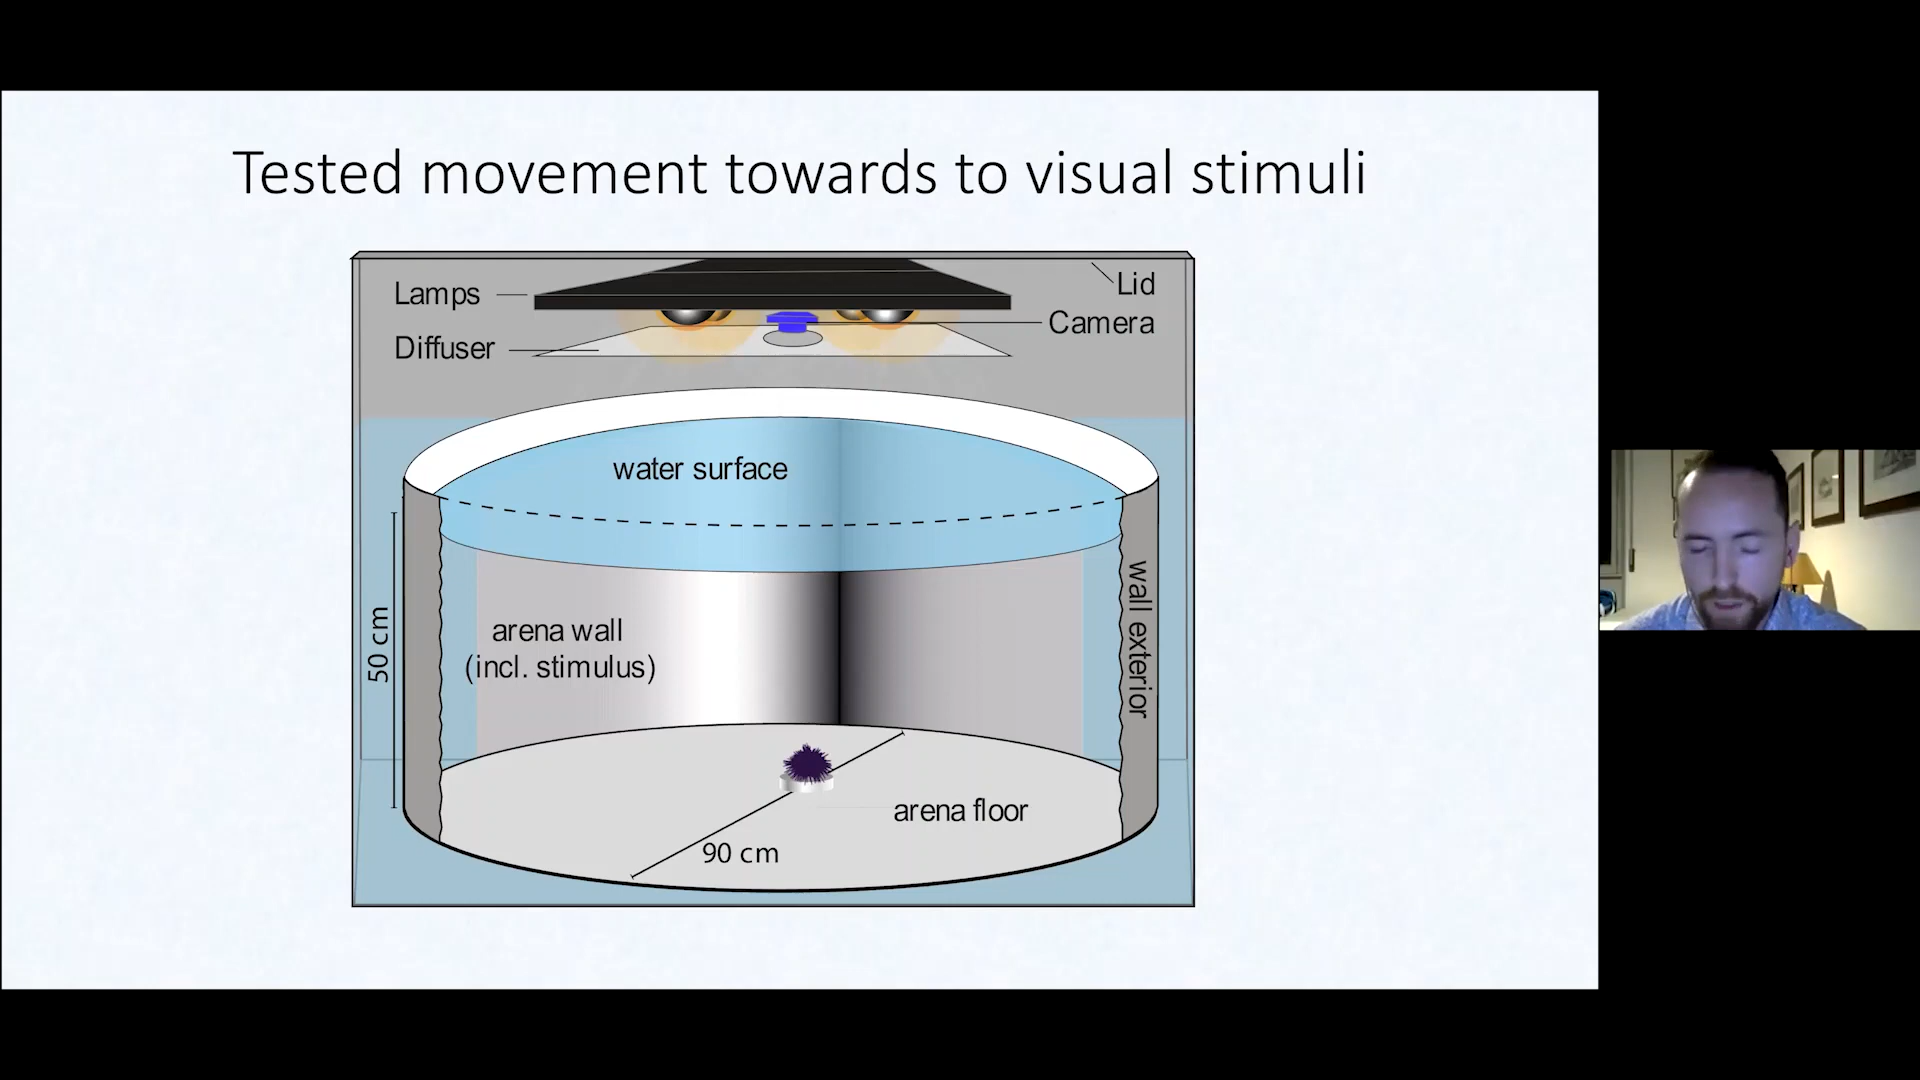 Tested movement towards to visual stimuli
Lamps
Lid
Camera
Diffuser
water surface
arena wall
(incl. stimulus)
50 cm
wall exterior
arena floor
90 cm